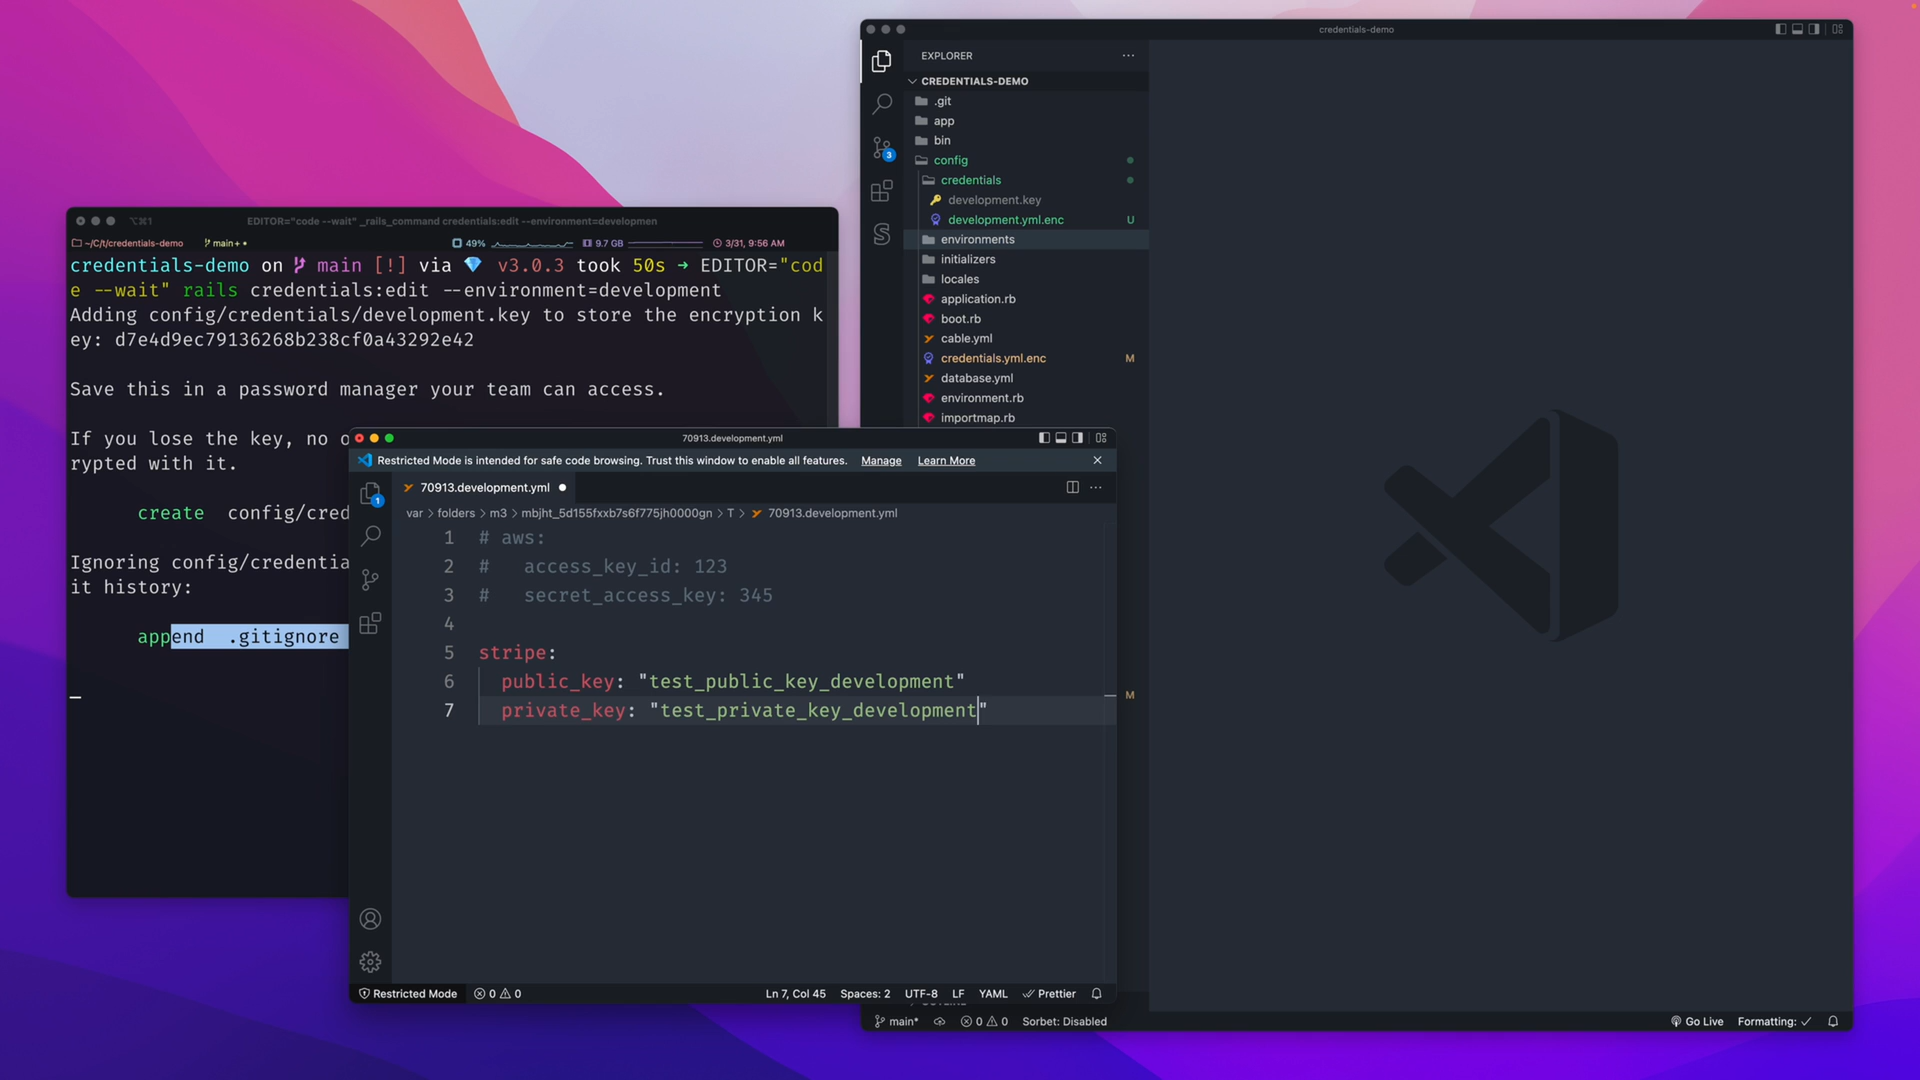 credentials-demo
EXPLORER
CREDENTIALS-DEMO
.git
app
bin
config
credentials
development.key
development.yml.enc U
environments
initializers
locales
application.rb
boot.rb
cable.yml
credentials.yml.enc M
database.yml
environment.rb
importmap.rb
M
3
main*
0 0
Sorbet: Disabled
Go Live
Formatting: ✓
⌥⌘1
EDITOR="code --wait" _rails_command credentials:edit --environment=developmen
~/C/t/credentials-demo
main + •
49%
9.7 GB
3/31, 9:56 AM
credentials-demo on main [!] via v3.0.3 took 50s → EDITOR="cod
e --wait" rails credentials:edit --environment=development
Adding config/credentials/development.key to store the encryption k
ey: d7e4d9ec79136268b238cf0a43292e42
Save this in a password manager your team can access.
If you lose the key, no o
rypted with it.
create config/cred
Ignoring config/credentia
it history:
append .gitignore
70913.development.yml
Restricted Mode is intended for safe code browsing. Trust this window to enable all features. Manage Learn More
1
70913.development.yml
var > folders > m3 > mbjht_5d155fxxb7s6f775jh0000gn > T > 70913.development.yml
1 # aws:
2 #   access_key_id: 123
3 #   secret_access_key: 345
4
5 stripe:
6   public_key: "test_public_key_development"
7   private_key: "test_private_key_development"
Restricted Mode
0 0
Ln 7, Col 45
Spaces: 2
UTF-8
LF
YAML
Prettier